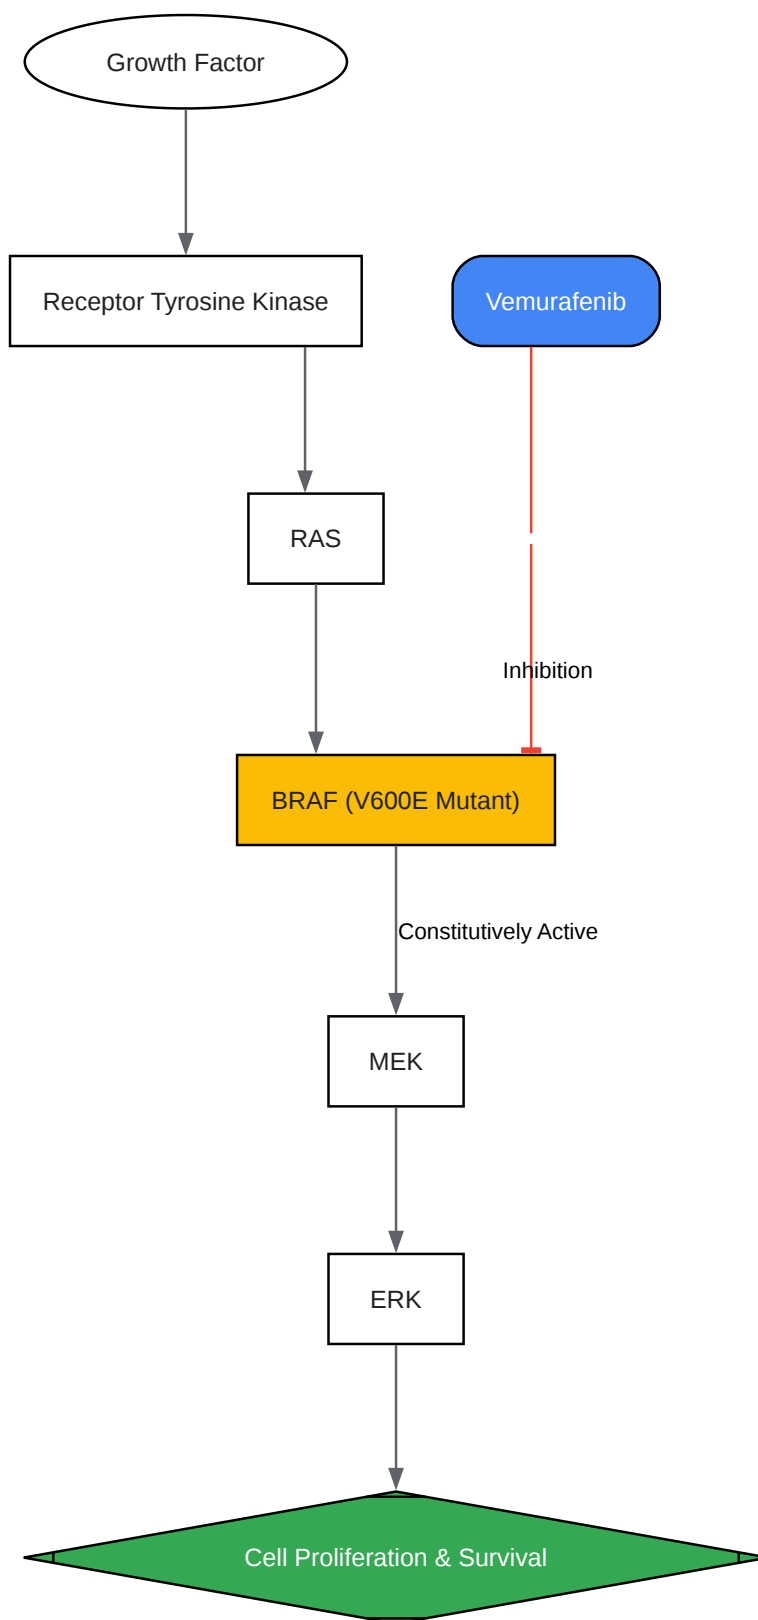 Growth Factor
Receptor Tyrosine Kinase
Vemurafenib
RAS
Inhibition
BRAF (V600E Mutant)
Constitutively Active
MEK
ERK
Cell Proliferation & Survival